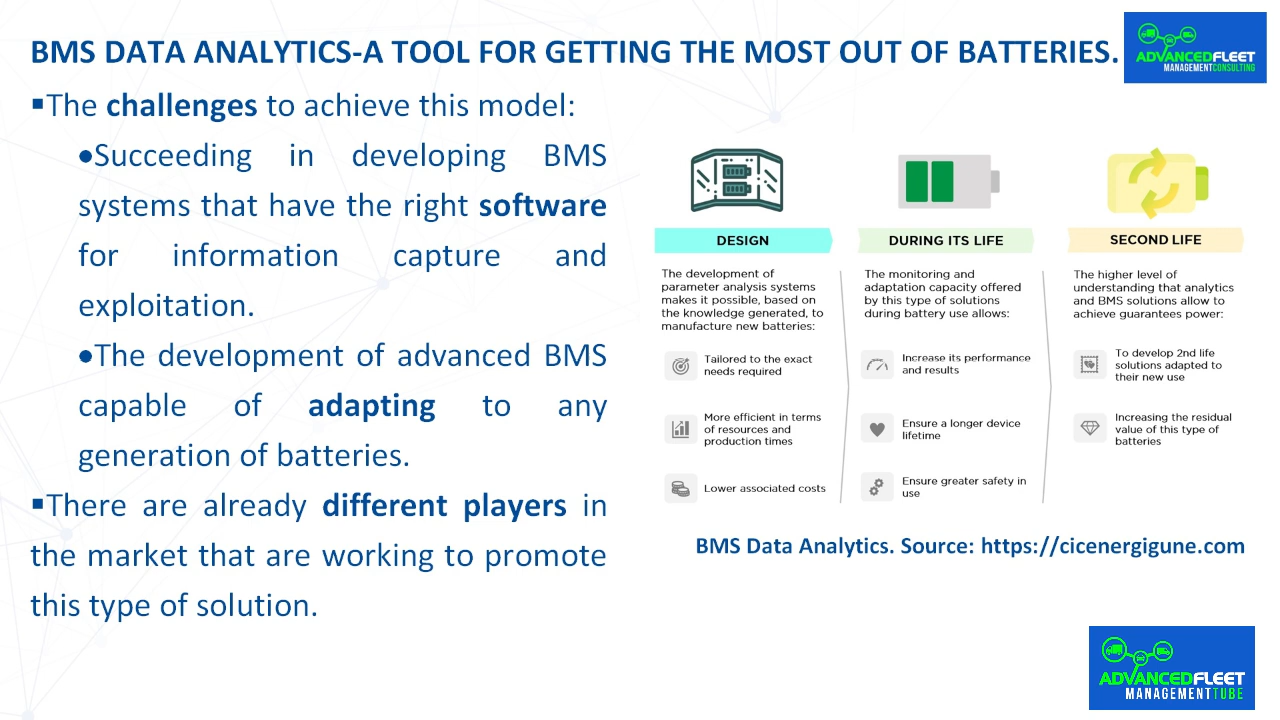 BMS DATA ANALYTICS-A TOOL FOR GETTING THE MOST OUT OF BATTERIES.
ADVANCEDFLEET
MANAGEMENTCONSULTING
▪The challenges to achieve this model:
•Succeeding in developing BMS
systems that have the right software
for information capture and
exploitation.
•The development of advanced BMS
capable of adapting to any
generation of batteries.
▪There are already different players in
the market that are working to promote
this type of solution.
DESIGN
The development of
parameter analysis systems
makes it possible, based on
the knowledge generated, to
manufacture new batteries:
Tailored to the exact
needs required
More efficient in terms
of resources and
production times
Lower associated costs
DURING ITS LIFE
The monitoring and
adaptation capacity offered
by this type of solutions
during battery use allows:
Increase its performance
and results
Ensure a longer device
lifetime
Ensure greater safety in
use
SECOND LIFE
The higher level of
understanding that analytics
and BMS solutions allow to
achieve guarantees power:
To develop 2nd life
solutions adapted to
their new use
Increasing the residual
value of this type of
batteries
BMS Data Analytics. Source: https://cicenergigune.com
ADVANCEDFLEET
MANAGEMENTTUBE